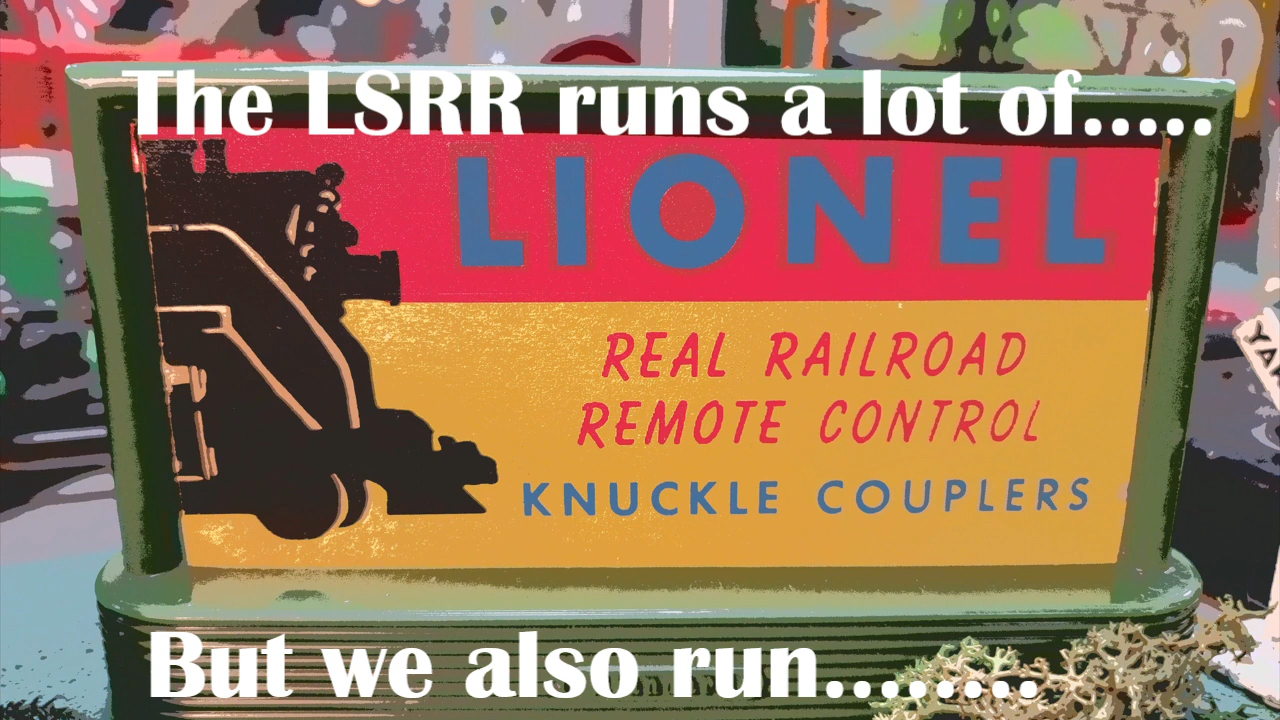 The LSRR runs a lot of.....
LIONEL
REAL RAILROAD
REMOTE CONTROL
KNUCKLE COUPLERS
But we also run........